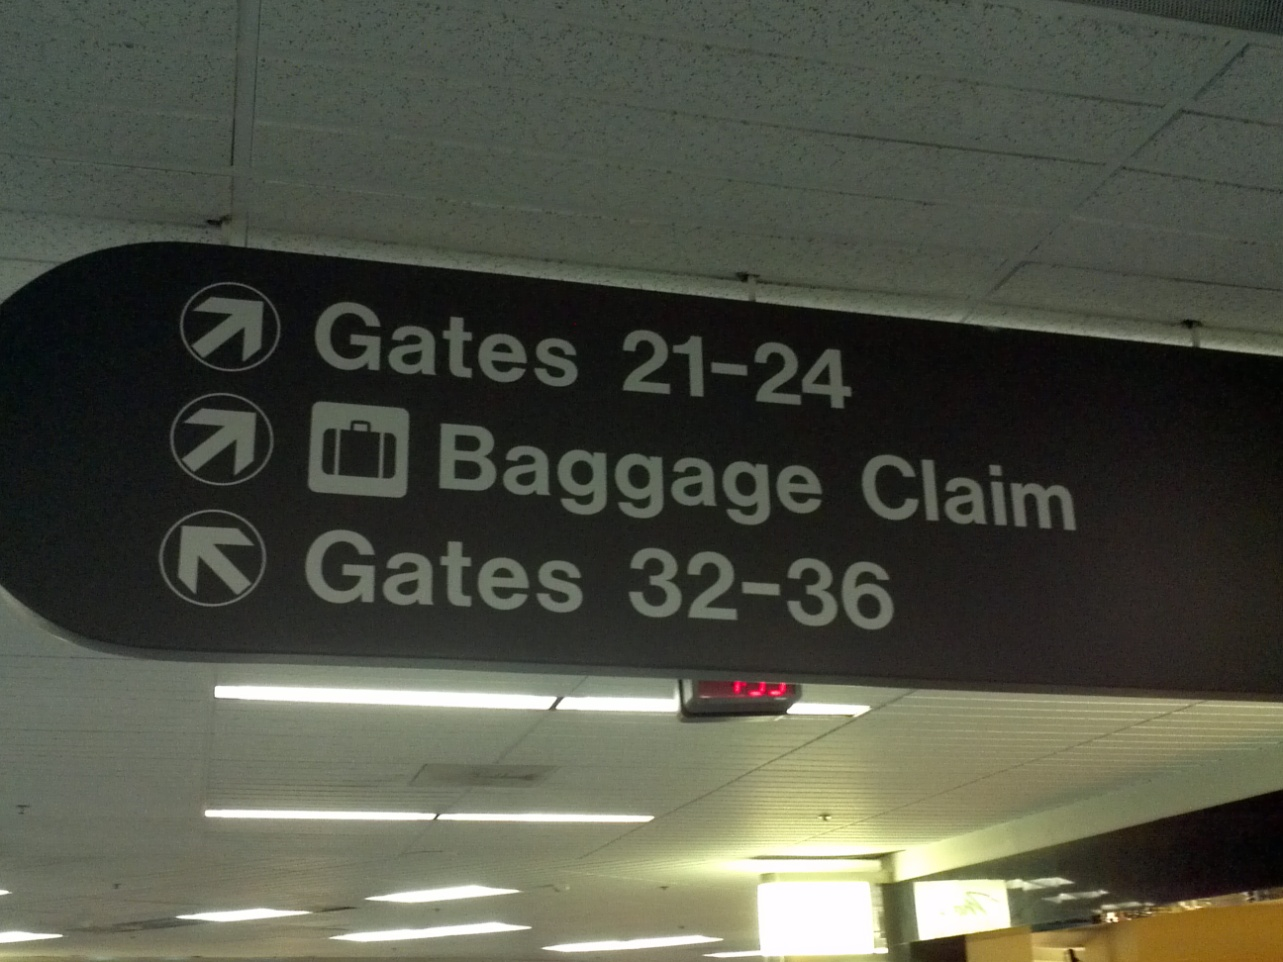 Gates 21-24
Baggage Claim
Gates 32-36